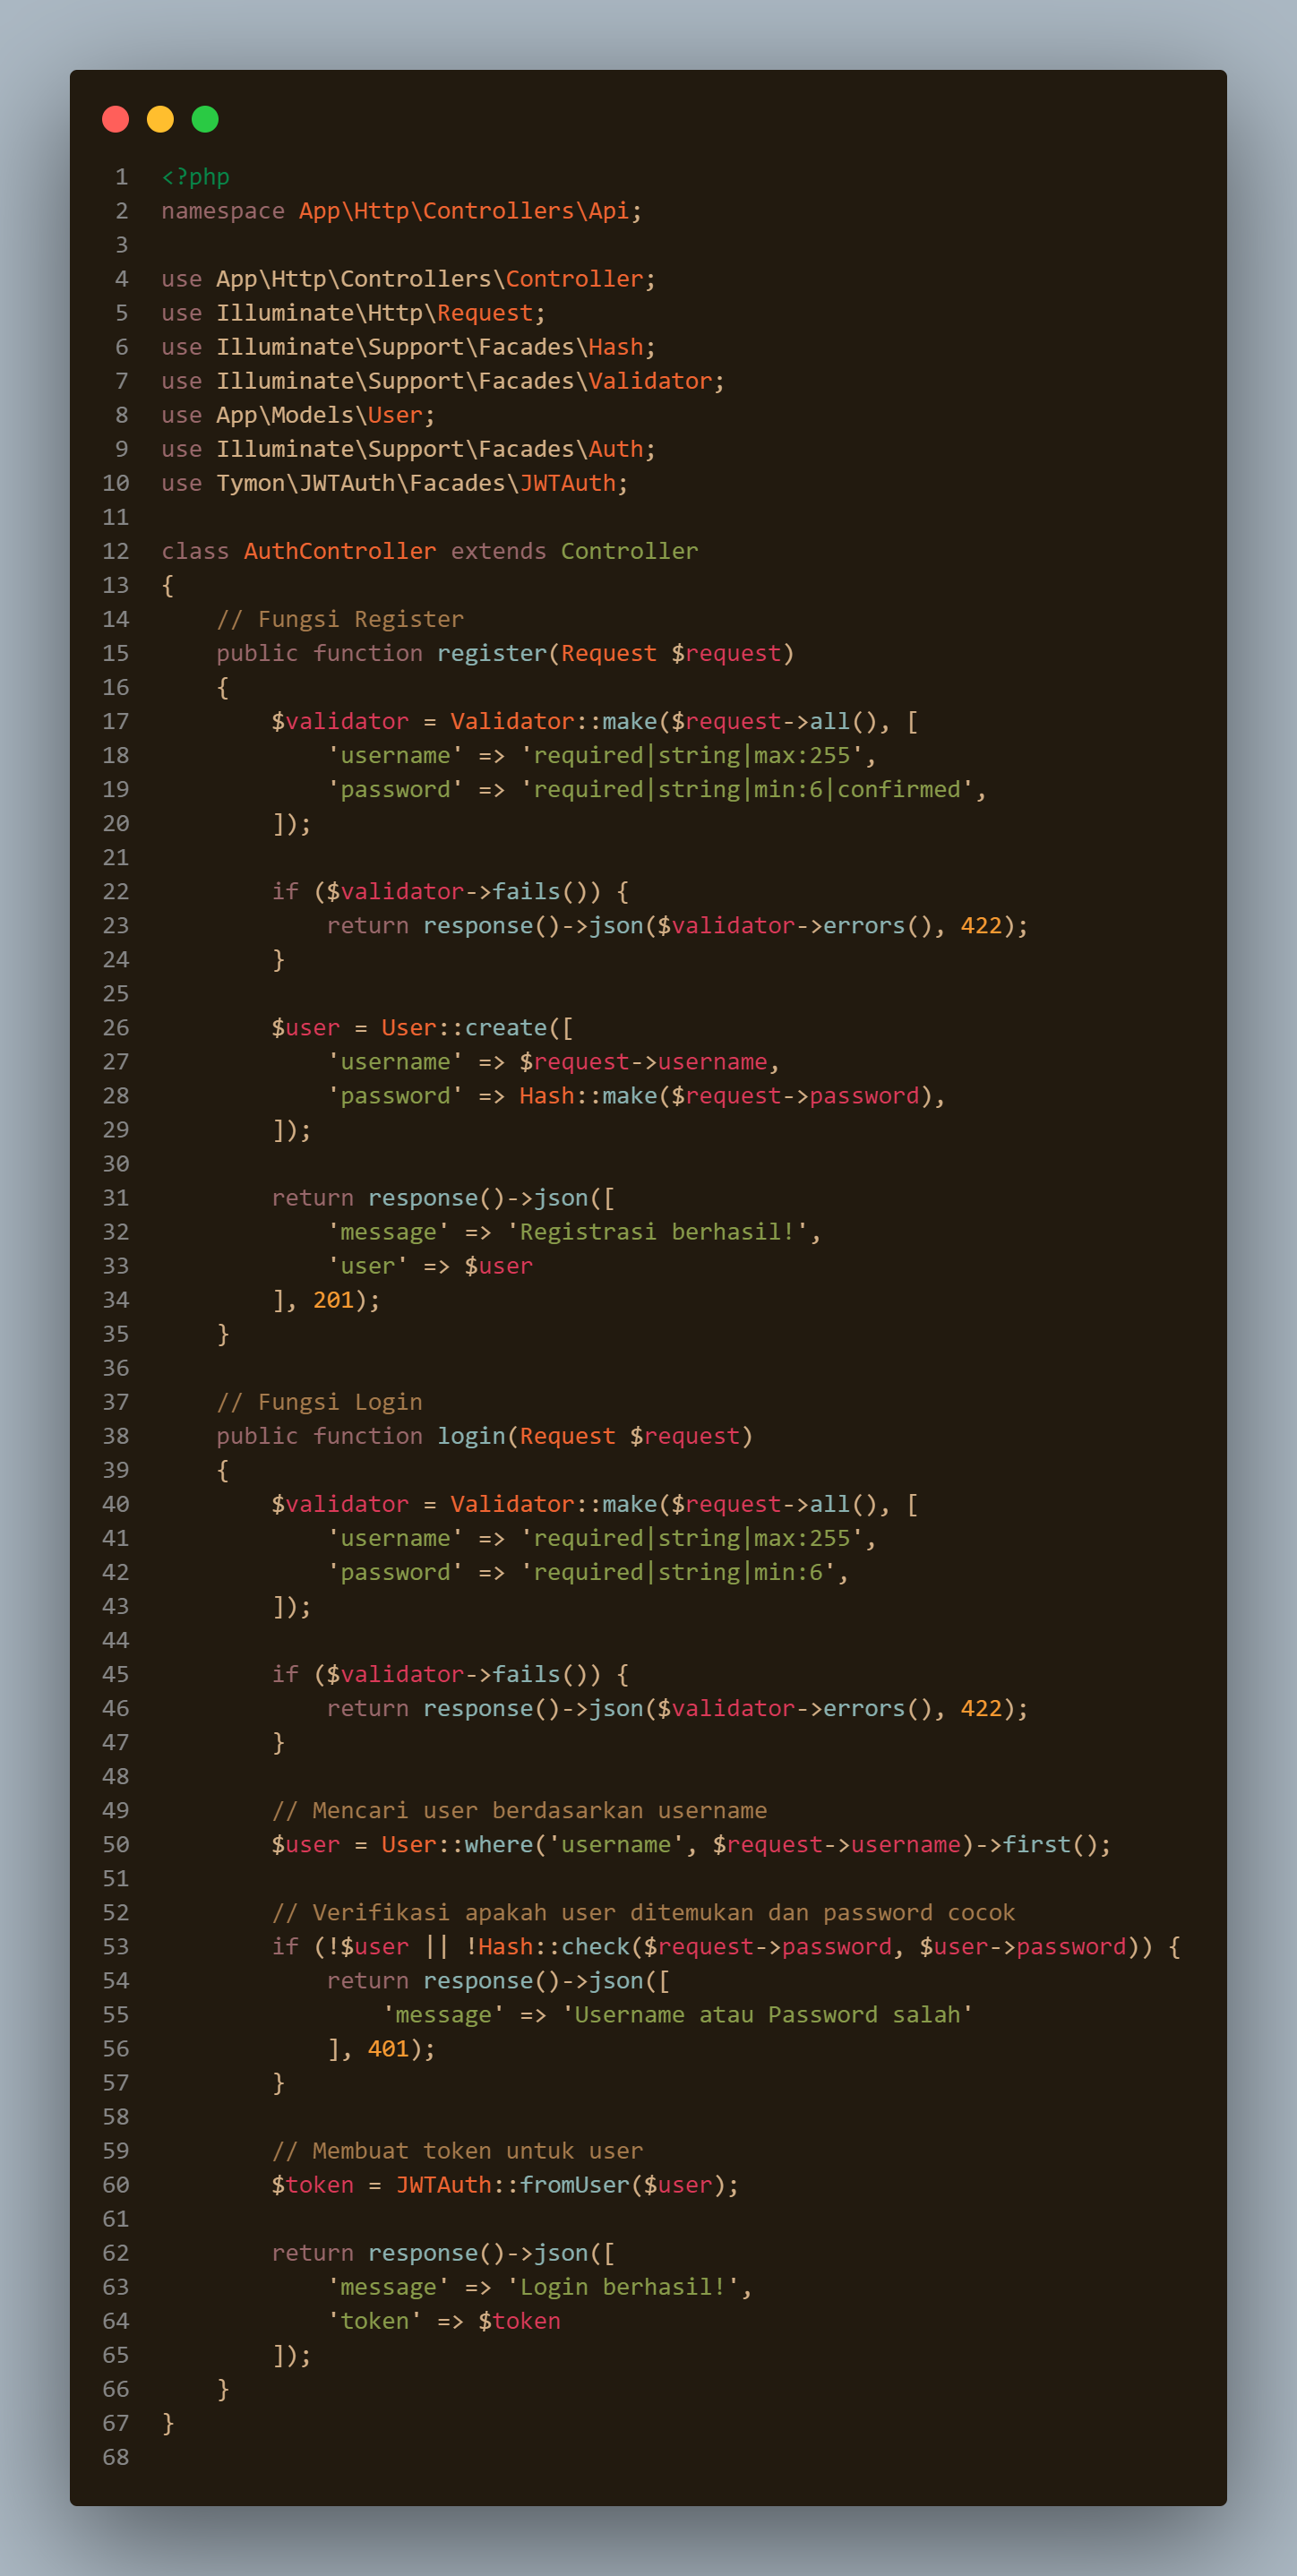 1 <?php
2 namespace App\Http\Controllers\Api;
3
4 use App\Http\Controllers\Controller;
5 use Illuminate\Http\Request;
6 use Illuminate\Support\Facades\Hash;
7 use Illuminate\Support\Facades\Validator;
8 use App\Models\User;
9 use Illuminate\Support\Facades\Auth;
10 use Tymon\JWTAuth\Facades\JWTAuth;
11
12 class AuthController extends Controller
13 {
14     // Fungsi Register
15     public function register(Request $request)
16     {
17         $validator = Validator::make($request->all(), [
18             'username' => 'required|string|max:255',
19             'password' => 'required|string|min:6|confirmed',
20         ]);
21
22         if ($validator->fails()) {
23             return response()->json($validator->errors(), 422);
24         }
25
26         $user = User::create([
27             'username' => $request->username,
28             'password' => Hash::make($request->password),
29         ]);
30
31         return response()->json([
32             'message' => 'Registrasi berhasil!',
33             'user' => $user
34         ], 201);
35     }
36
37     // Fungsi Login
38     public function login(Request $request)
39     {
40         $validator = Validator::make($request->all(), [
41             'username' => 'required|string|max:255',
42             'password' => 'required|string|min:6',
43         ]);
44
45         if ($validator->fails()) {
46             return response()->json($validator->errors(), 422);
47         }
48
49         // Mencari user berdasarkan username
50         $user = User::where('username', $request->username)->first();
51
52         // Verifikasi apakah user ditemukan dan password cocok
53         if (!$user || !Hash::check($request->password, $user->password)) {
54             return response()->json([
55                 'message' => 'Username atau Password salah'
56             ], 401);
57         }
58
59         // Membuat token untuk user
60         $token = JWTAuth::fromUser($user);
61
62         return response()->json([
63             'message' => 'Login berhasil!',
64             'token' => $token
65         ]);
66     }
67 }
68